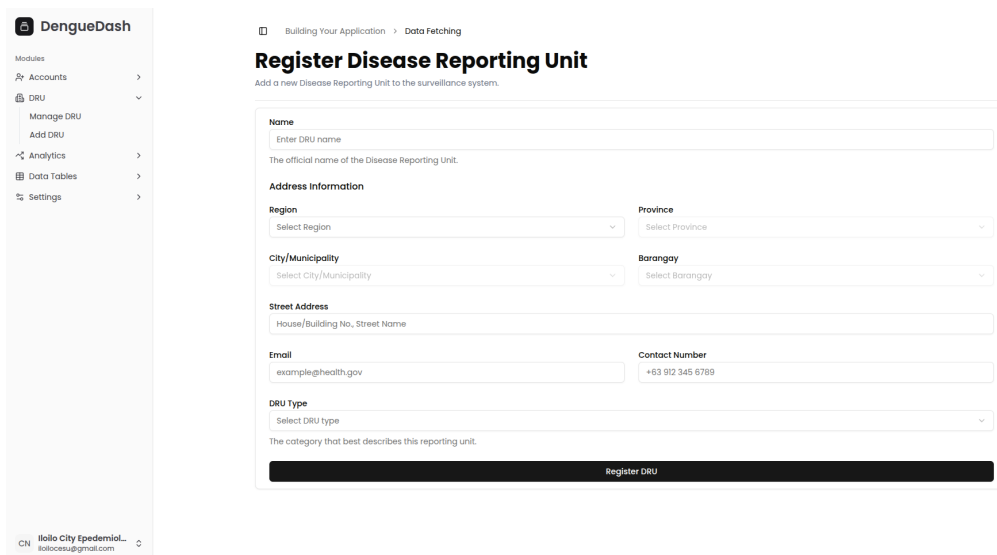 DengueDash
Modules
Accounts
DRU
Manage DRU
Add DRU
Analytics
Data Tables
Settings
CN
Iloilo City Epedemiol...
iloilocesu@gmail.com
Building Your Application > Data Fetching
Register Disease Reporting Unit
Add a new Disease Reporting Unit to the surveillance system.
Name
Enter DRU name
The official name of the Disease Reporting Unit.
Address Information
Region
Province
Select Region
Select Province
City/Municipality
Barangay
Select City/Municipality
Select Barangay
Street Address
House/Building No., Street Name
Email
Contact Number
example@health.gov
+63 912 345 6789
DRU Type
Select DRU type
The category that best describes this reporting unit.
Register DRU